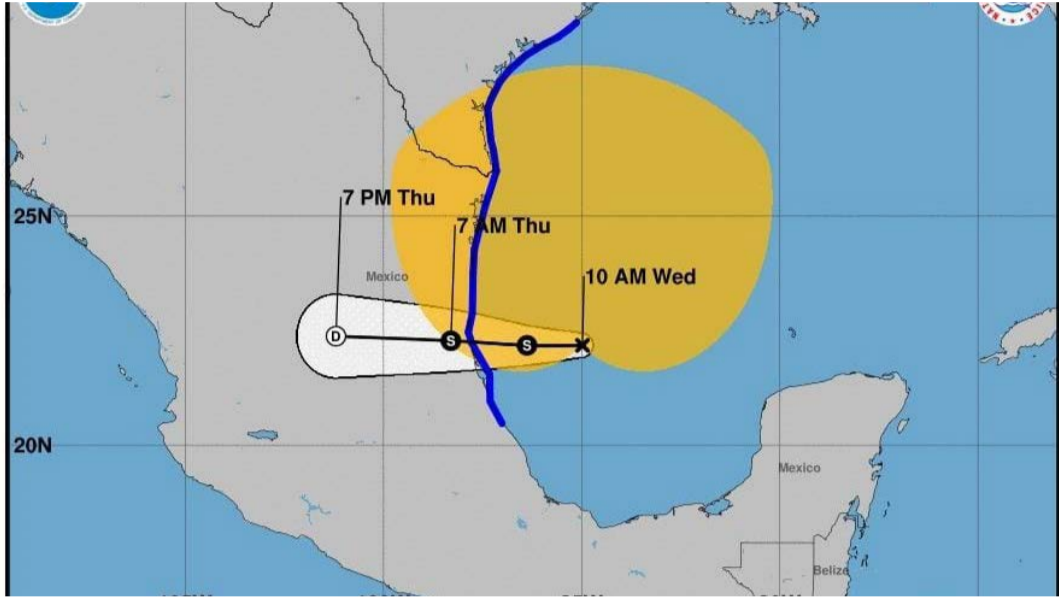 7 PM Thu
25N
7 AM Thu
Mexico
10 AM Wed
D
S
S
20N
Mexico
Belize